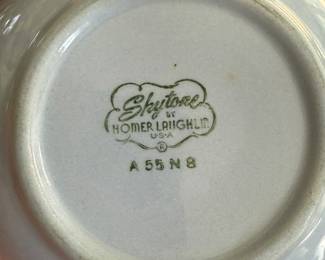 Skytone
BY
HOMER LAUGHLIN
U·S·A
®
A 55 N 8